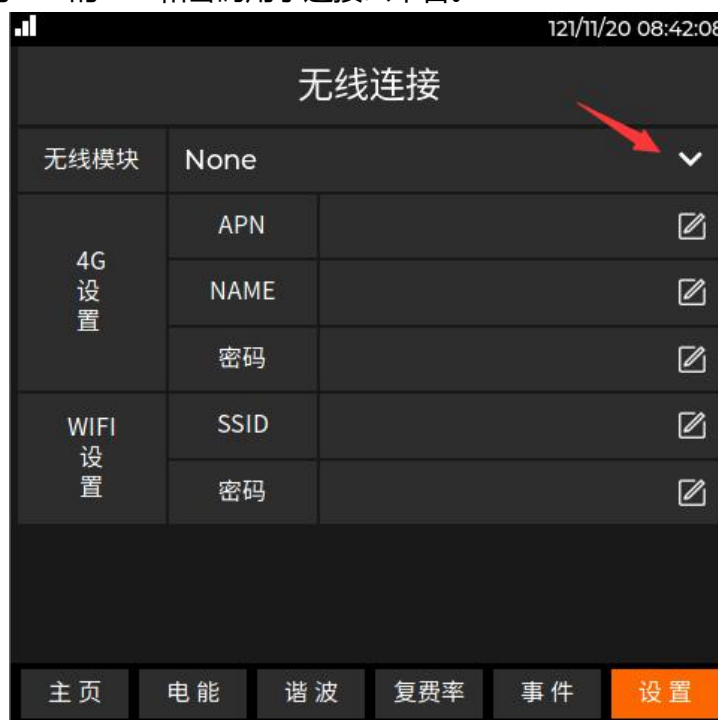 121/11/20 08:42:08
无线连接
无线模块 None
4G
设
置
APN
NAME
密码
WIFI
设
置
SSID
密码
主页 电能 谐波 复费率 事件 设置